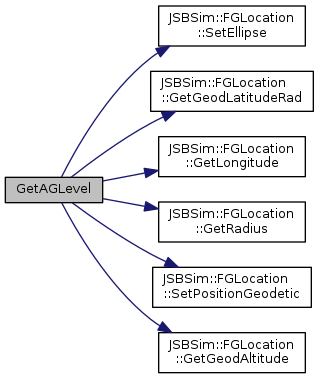 JSBSim::FGLocation
::SetEllipse
JSBSim::FGLocation
::GetGeodLatitudeRad
JSBSim::FGLocation
::GetLongitude
GetAGLevel
JSBSim::FGLocation
::GetRadius
JSBSim::FGLocation
::SetPositionGeodetic
JSBSim::FGLocation
::GetGeodAltitude